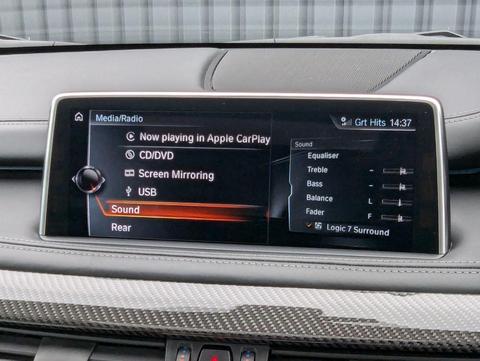 Media/Radio
Grt Hits 14:37
Now playing in Apple CarPlay
CD/DVD
Screen Mirroring
USB
Sound
Rear
Sound
Equaliser
Treble
Bass
Balance L
Fader F
Logic 7 Surround